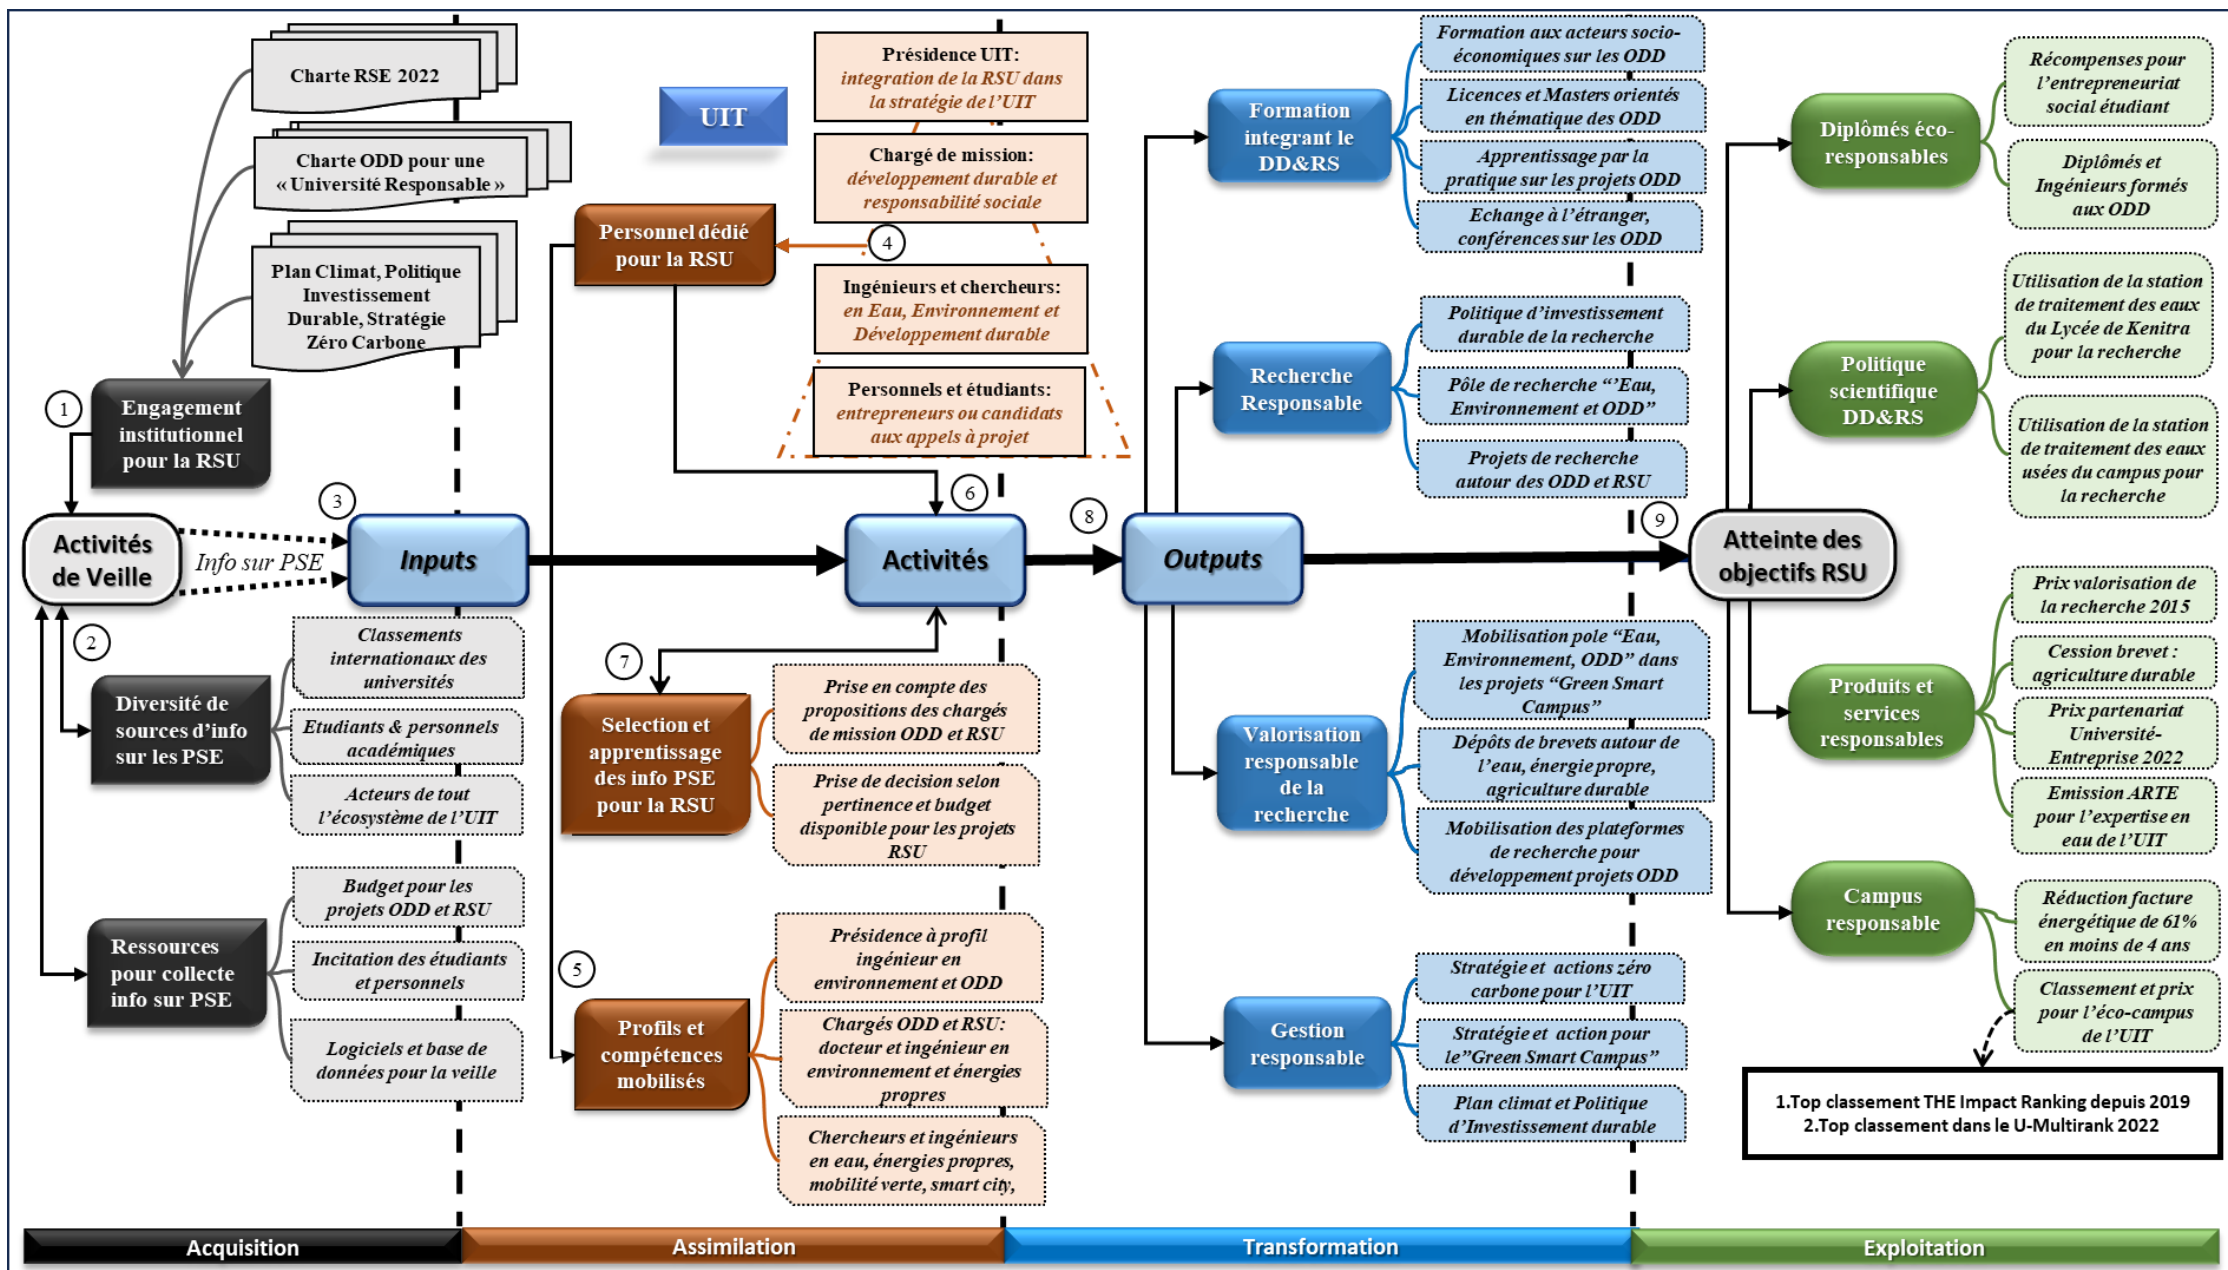 Charte RSE 2022
Charte ODD pour une
« Université Responsable »
Plan Climat, Politique
Investissement
Durable, Stratégie
Zéro Carbone
1
Engagement
institutionnel
pour la RSU
Activités
de Veille
Info sur PSE
3
Inputs
2
Diversité de
sources d’info
sur les PSE
Classements
internationaux des
universités
Etudiants & personnels
académiques
Acteurs de tout
l’écosystème de l’UIT
Ressources
pour collecte
info sur PSE
Budget pour les
projets ODD et RSU
Incitation des étudiants
et personnels
Logiciels et base de
données pour la veille
UIT
Présidence UIT:
integration de la RSU dans
la stratégie de l’UIT
Chargé de mission:
développement durable et
responsabilité sociale
Personnel dédié
pour la RSU
4
Ingénieurs et chercheurs:
en Eau, Environnement et
Développement durable
Personnels et étudiants:
entrepreneurs ou candidats
aux appels à projet
6
Activités
7
Selection et
apprentissage
des info PSE
pour la RSU
Prise en compte des
propositions des chargés
de mission ODD et RSU
Prise de decision selon
pertinence et budget
disponible pour les projets
RSU
5
Profils et
compétences
mobilisés
Présidence à profil
ingénieur en
environnement et ODD
Chargés ODD et RSU:
docteur et ingénieur en
environnement et énergies
propres
Chercheurs et ingénieurs
en eau, énergies propres,
mobilité verte, smart city,
8
Outputs
Formation
integrant le
DD&RS
Formation aux acteurs socio-
économiques sur les ODD
Licences et Masters orientés
en thématique des ODD
Apprentissage par la
pratique sur les projets ODD
Echange à l’étranger,
conférences sur les ODD
Recherche
Responsable
Politique d’investissement
durable de la recherche
Pôle de recherche “’Eau,
Environnement et ODD”
Projets de recherche
autour des ODD et RSU
Valorisation
responsable
de la
recherche
Mobilisation pole “Eau,
Environnement, ODD” dans
les projets “Green Smart
Campus”
Dépôts de brevets autour de
l’eau, énergie propre,
agriculture durable
Mobilisation des plateformes
de recherche pour
développement projets ODD
Gestion
responsable
Stratégie et actions zéro
carbone pour l’UIT
Stratégie et action pour
le”Green Smart Campus”
Plan climat et Politique
d’Investissement durable
9
Atteinte des
objectifs RSU
Diplômés éco-
responsables
Récompenses pour
l’entrepreneuriat
social étudiant
Diplômés et
Ingénieurs formés
aux ODD
Politique
scientifique
DD&RS
Utilisation de la station
de traitement des eaux
du Lycée de Kenitra
pour la recherche
Utilisation de la station
de traitement des eaux
usées du campus pour
la recherche
Produits et
services
responsables
Prix valorisation de
la recherche 2015
Cession brevet :
agriculture durable
Prix partenariat
Université-
Entreprise 2022
Emission ARTE
pour l’expertise en
eau de l’UIT
Campus
responsable
Réduction facture
énergétique de 61%
en moins de 4 ans
Classement et prix
pour l’éco-campus
de l’UIT
1.Top classement THE Impact Ranking depuis 2019
2.Top classement dans le U-Multirank 2022
Acquisition
Assimilation
Transformation
Exploitation